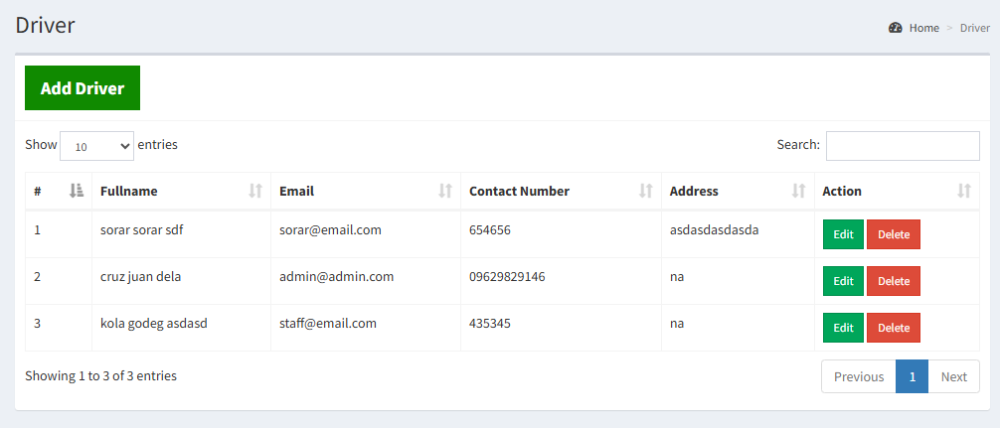 Driver
Home > Driver
Add Driver
Show 10 entries
Search:
# Fullname Email Contact Number Address Action
1 sorar sorar sdf sorar@email.com 654656 asdasdasdasda Edit Delete
2 cruz juan dela admin@admin.com 09629829146 na Edit Delete
3 kola godeg asdasd staff@email.com 435345 na Edit Delete
Showing 1 to 3 of 3 entries
Previous 1 Next